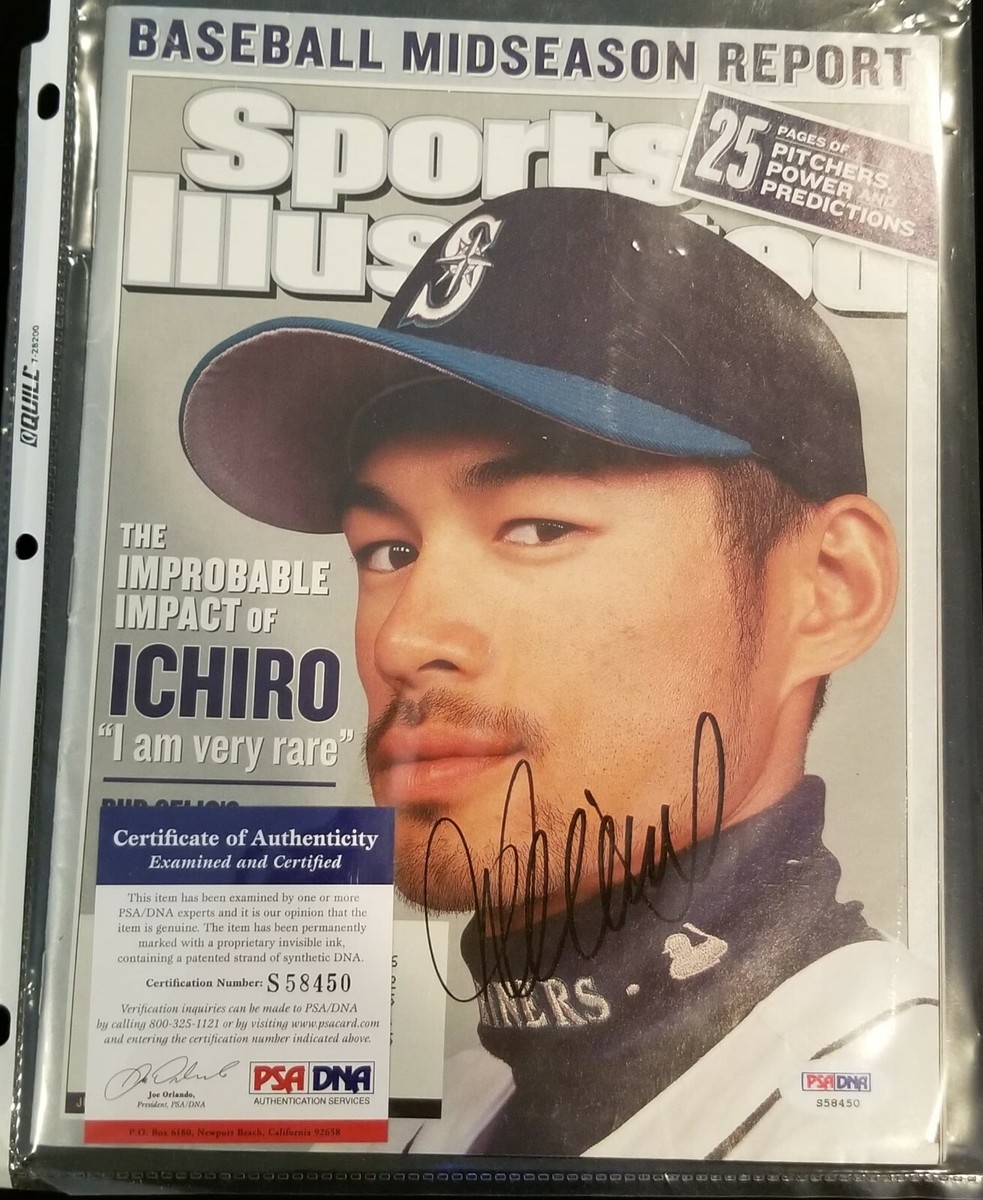 BASEBALL MIDSEASON REPORT
Sports
Illus
25
PAGES OF
PITCHERS,
POWER AND
PREDICTIONS
S
@QUILL 7-28200
THE
IMPROBABLE
IMPACT OF
ICHIRO
"I am very rare"
Certificate of Authenticity
Examined and Certified
This item has been examined by one or more
PSA/DNA experts and it is our opinion that the
item is genuine. The item has been permanently
marked with a proprietary invisible ink,
containing a patented strand of synthetic DNA.
Certification Number: S 58450
Verification inquiries can be made to PSA/DNA
by calling 800-325-1121 or by visiting www.psacard.com
and entering the certification number indicated above.
Joe Orlando,
President, PSA/DNA
PSA DNA
AUTHENTICATION SERVICES
P.O. Box 6180, Newport Beach, California 92658
INERS
PSA DNA
S58450